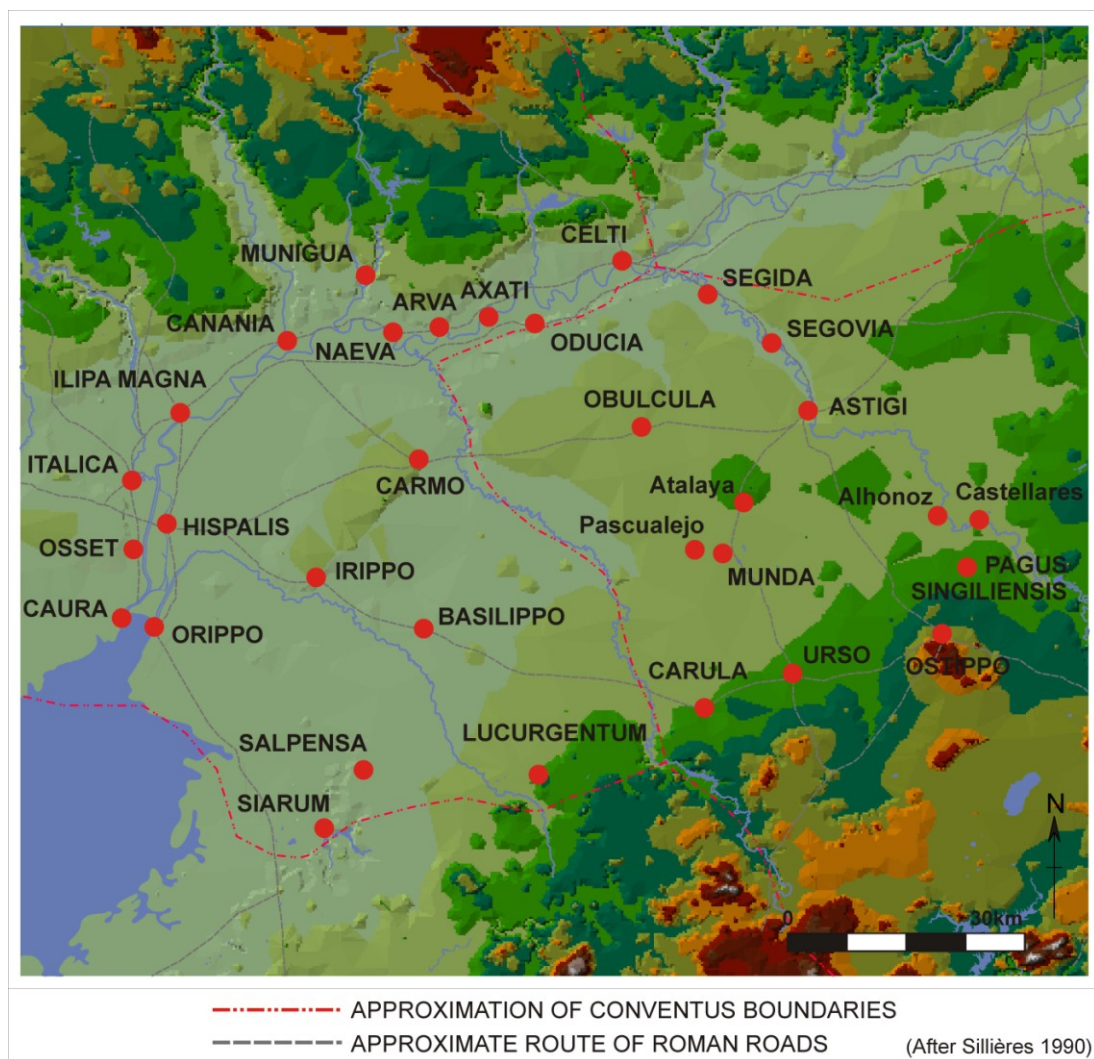 CELTI
MUNIGUA
SEGIDA
ARVA
AXATI
CANANIA
NAEVA
ODUCIA
SEGOVIA
ILIPA MAGNA
OBULCULA
ASTIGI
ITALICA
CARMO
Atalaya
Alhonoz
Castellares
HISPALIS
Pascualejo
OSSET
IRIPPO
MUNDA
PAGUS
SINGILIENSIS
CAURA
ORIPPO
BASILIPPO
CARULA
URSO
OSTIPPO
SALPENSA
LUCURGENTUM
SIARUM
N
0
30km
APPROXIMATION OF CONVENTUS BOUNDARIES
APPROXIMATE ROUTE OF ROMAN ROADS
(After Sillières 1990)